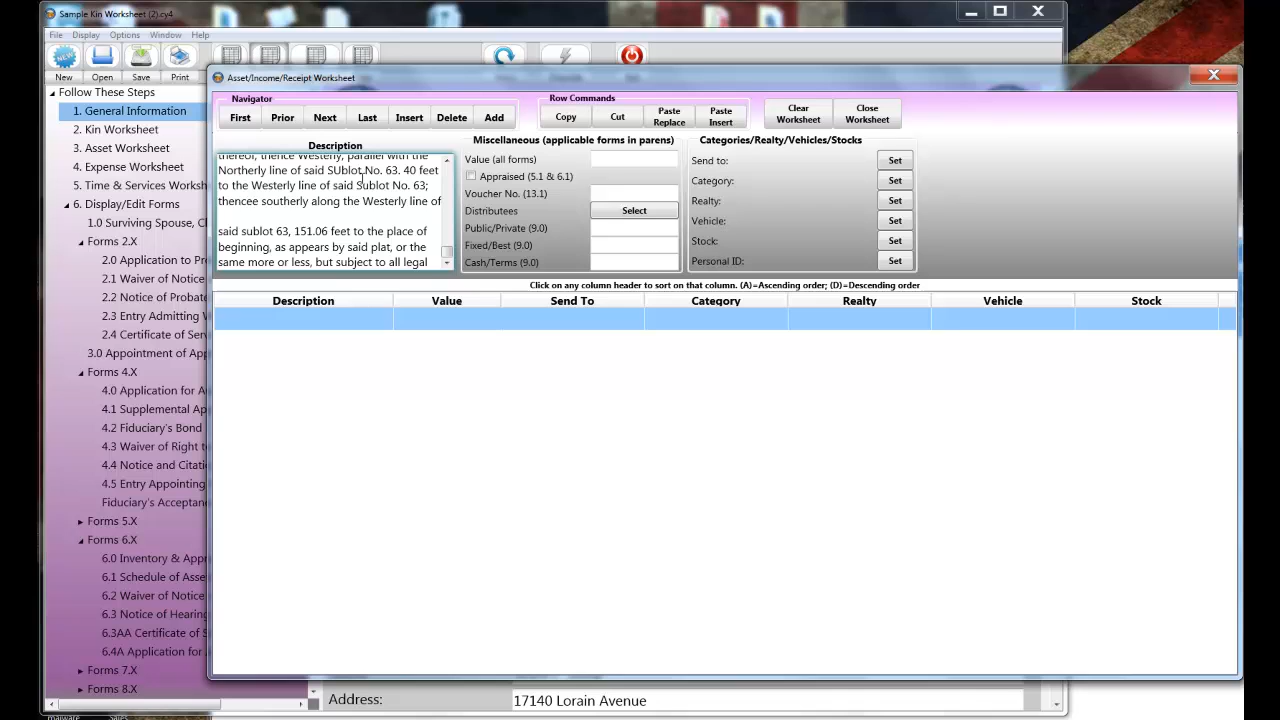 Sample Kin Worksheet (2).cy4
File Display Options Window Help
NEW
New Open Save Print
Follow These Steps
1. General Information
2. Kin Worksheet
3. Asset Worksheet
4. Expense Worksheet
5. Time & Services Worksh
6. Display/Edit Forms
1.0 Surviving Spouse, C
Forms 2.X
2.0 Application to Pr
2.1 Waiver of Notice
2.2 Notice of Probat
2.3 Entry Admitting W
2.4 Certificate of Serv
3.0 Appointment of App
Forms 4.X
4.0 Application for A
4.1 Supplemental Ap
4.2 Fiduciary's Bond
4.3 Waiver of Right t
4.4 Notice and Citati
4.5 Entry Appointing
Fiduciary's Acceptan
Forms 5.X
Forms 6.X
6.0 Inventory & Appr
6.1 Schedule of Asse
6.2 Waiver of Notice
6.3 Notice of Hearing
6.3AA Certificate of S
6.4A Application for
Forms 7.X
Forms 8.X
Asset/Income/Receipt Worksheet
Navigator
First Prior Next Last Insert Delete Add
Row Commands
Copy Cut Paste Replace Paste Insert
Clear Worksheet Close Worksheet
Description
thereof, thence Westerly, parallel with the
Northerly line of said SUblot No. 63. 40 feet
to the Westerly line of said Sublot No. 63;
thencee southerly along the Westerly line of
said sublot 63, 151.06 feet to the place of
beginning, as appears by said plat, or the
same more or less, but subject to all legal
Miscellaneous (applicable forms in parens)
Value (all forms)
Appraised (5.1 & 6.1)
Voucher No. (13.1)
Distributees Select
Public/Private (9.0)
Fixed/Best (9.0)
Cash/Terms (9.0)
Categories/Realty/Vehicles/Stocks
Send to: Set
Category: Set
Realty: Set
Vehicle: Set
Stock: Set
Personal ID: Set
Click on any column header to sort on that column. (A)=Ascending order; (D)=Descending order
Description Value Send To Category Realty Vehicle Stock
Address: 17140 Lorain Avenue
malware Sales